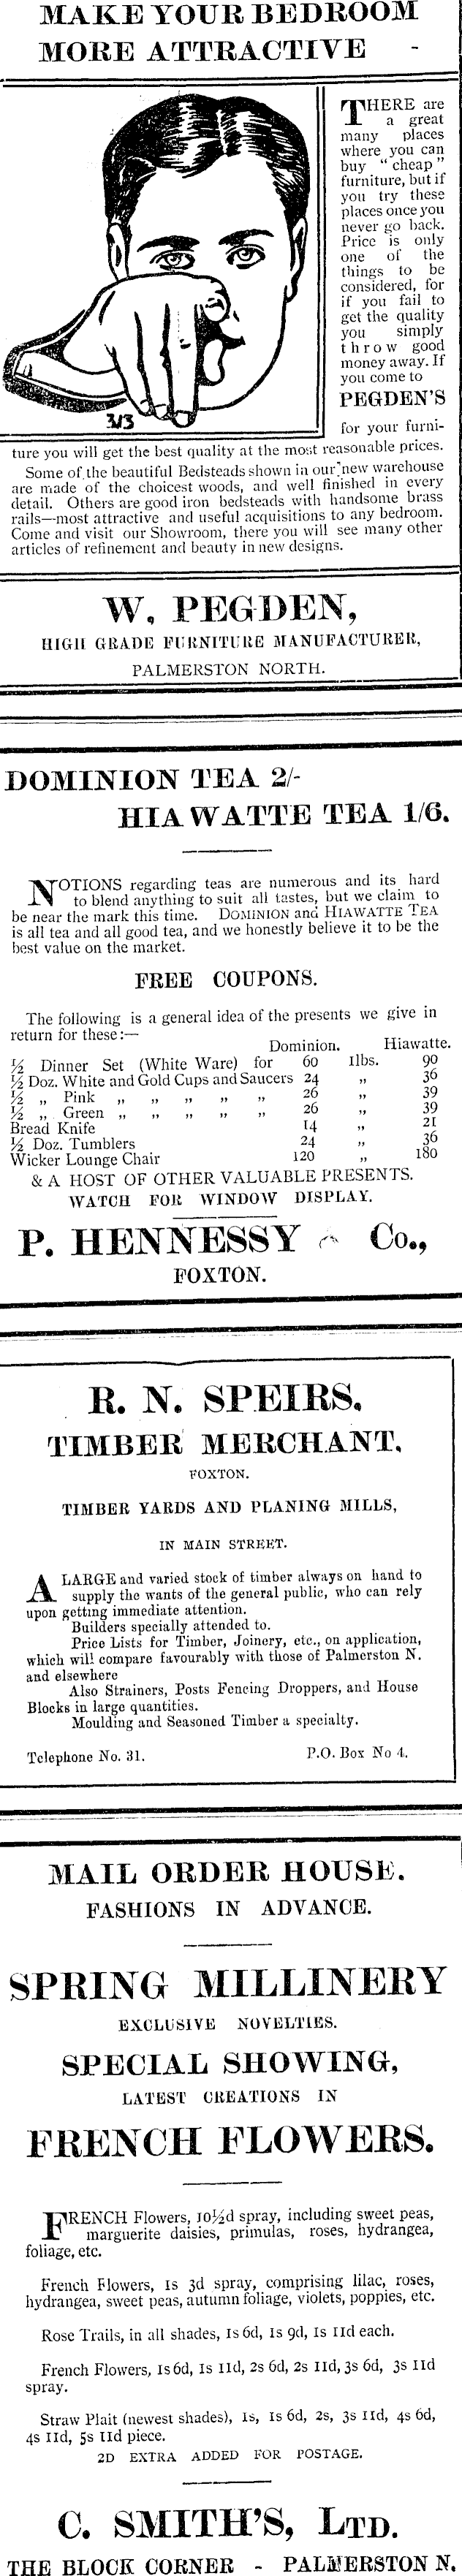 MAKE YOUR BEDROOM
MORE ATTRACTIVE -
THERE are
a great
many places
where you can
buy "cheap"
furniture, but if
you try these
places once you
never go back.
Price is only
one of the
things to be
considered, for
if you fail to
get the quality
you simply
throw good
money away. If
you come to
PEGDEN'S
3/3
for your furni-
ture you will get the best quality at the most reasonable prices.
Some of the beautiful Bedsteads shown in our new warehouse
are made of the choicest woods, and well finished in every
detail. Others are good iron bedsteads with handsome brass
rails—most attractive and useful acquisitions to any bedroom.
Come and visit our Showroom, there you will see many other
articles of refinement and beauty in new designs.
W. PEGDEN,
HIGH GRADE FURNITURE MANUFACTURER,
PALMERSTON NORTH.
DOMINION TEA 2/-
HIAWATTE TEA 1/6.
NOTIONS regarding teas are numerous and its hard
to blend anything to suit all tastes, but we claim to
be near the mark this time. DOMINION and HIAWATTE TEA
is all tea and all good tea, and we honestly believe it to be the
best value on the market.
FREE COUPONS.
The following is a general idea of the presents we give in
return for these:—
Dominion. Hiawatte.
½ Dinner Set (White Ware) for 60 1lbs. 90
½ Doz. White and Gold Cups and Saucers 24 „ 36
½ „ Pink „ „ „ „ „ 26 „ 39
½ „ Green „ „ „ „ „ 26 „ 39
Bread Knife 14 „ 21
½ Doz. Tumblers 24 „ 36
Wicker Lounge Chair 120 „ 180
& A HOST OF OTHER VALUABLE PRESENTS.
WATCH FOR WINDOW DISPLAY.
P. HENNESSY & Co.,
FOXTON.
R. N. SPEIRS,
TIMBER MERCHANT,
FOXTON.
TIMBER YARDS AND PLANING MILLS,
IN MAIN STREET.
A LARGE and varied stock of timber always on hand to
supply the wants of the general public, who can rely
upon getting immediate attention.
Builders specially attended to.
Price Lists for Timber, Joinery, etc., on application,
which will compare favourably with those of Palmerston N.
and elsewhere
Also Strainers, Posts Fencing Droppers, and House
Blocks in large quantities.
Moulding and Seasoned Timber a specialty.
Telephone No. 31. P.O. Box No 4.
MAIL ORDER HOUSE.
FASHIONS IN ADVANCE.
SPRING MILLINERY
EXCLUSIVE NOVELTIES.
SPECIAL SHOWING,
LATEST CREATIONS IN
FRENCH FLOWERS.
FRENCH Flowers, 10½d spray, including sweet peas,
marguerite daisies, primulas, roses, hydrangea,
foliage, etc.
French Flowers, 1s 3d spray, comprising lilac, roses,
hydrangea, sweet peas, autumn foliage, violets, poppies, etc.
Rose Trails, in all shades, 1s 6d, 1s 9d, 1s 11d each.
French Flowers, 1s 6d, 1s 11d, 2s 6d, 2s 11d, 3s 6d, 3s 11d
spray.
Straw Plait (newest shades), 1s, 1s 6d, 2s, 3s 11d, 4s 6d,
4s 11d, 5s 11d piece.
2D EXTRA ADDED FOR POSTAGE.
C. SMITH'S, LTD.
THE BLOCK CORNER - PALMERSTON N.